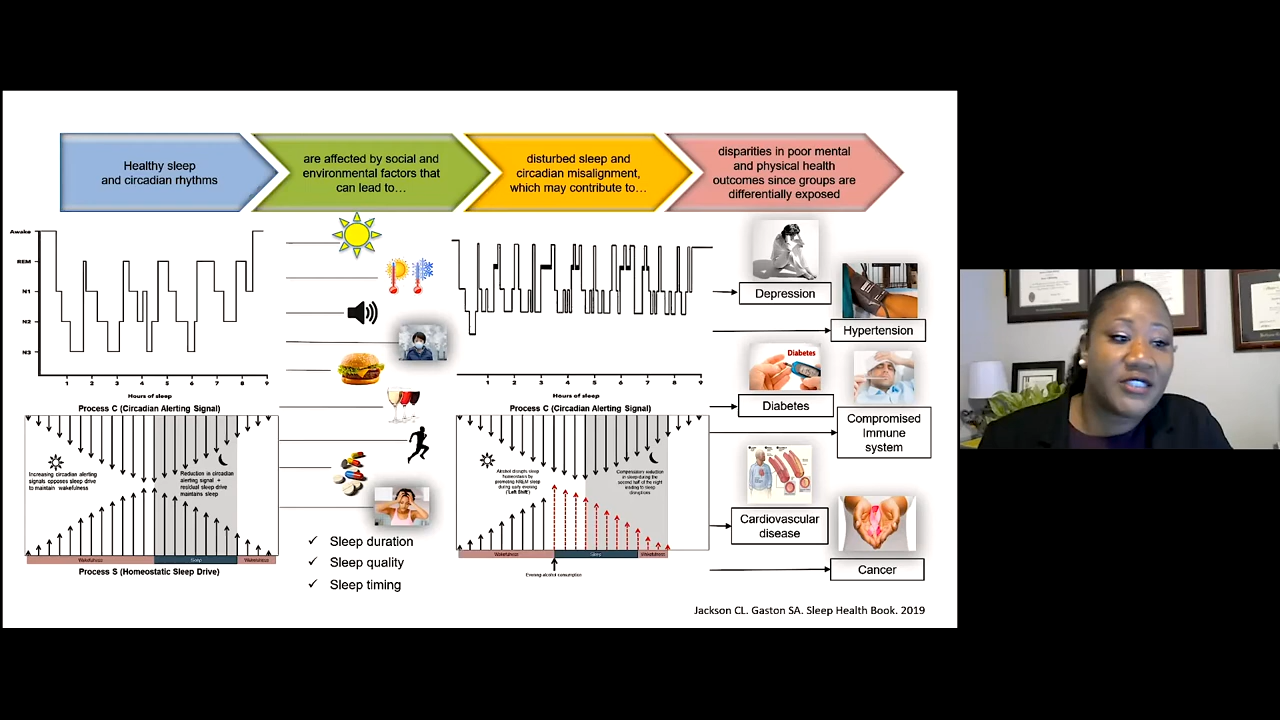 Healthy sleep
and circadian rhythms
are affected by social and
environmental factors that
can lead to…
disturbed sleep and
circadian misalignment,
which may contribute to…
disparities in poor mental
and physical health
outcomes since groups are
differentially exposed
Awake
REM
N1
N2
N3
1 2 3 4 5 6 7 8 9
Hours of sleep
Process C (Circadian Alerting Signal)
Increasing circadian alerting
signals opposes sleep drive
to maintain wakefulness
Reduction in circadian
alerting signal +
residual sleep drive
maintains sleep
Wakefulness
Sleep
Wakefulness
Process S (Homeostatic Sleep Drive)
✓ Sleep duration
✓ Sleep quality
✓ Sleep timing
1 2 3 4 5 6 7 8 9
Hours of sleep
Process C (Circadian Alerting Signal)
Alcohol disrupts sleep
homeostasis by
promoting NREM sleep
during early evening
('Left Shift')
Compensatory reduction
in sleep during the
second half of the night
leading to sleep
disruptions
Wakefulness
Sleep
Wakefulness
Evening alcohol consumption
Depression
Hypertension
Diabetes
Diabetes
Compromised
Immune
system
Cardiovascular
disease
Cancer
Jackson CL. Gaston SA. Sleep Health Book. 2019